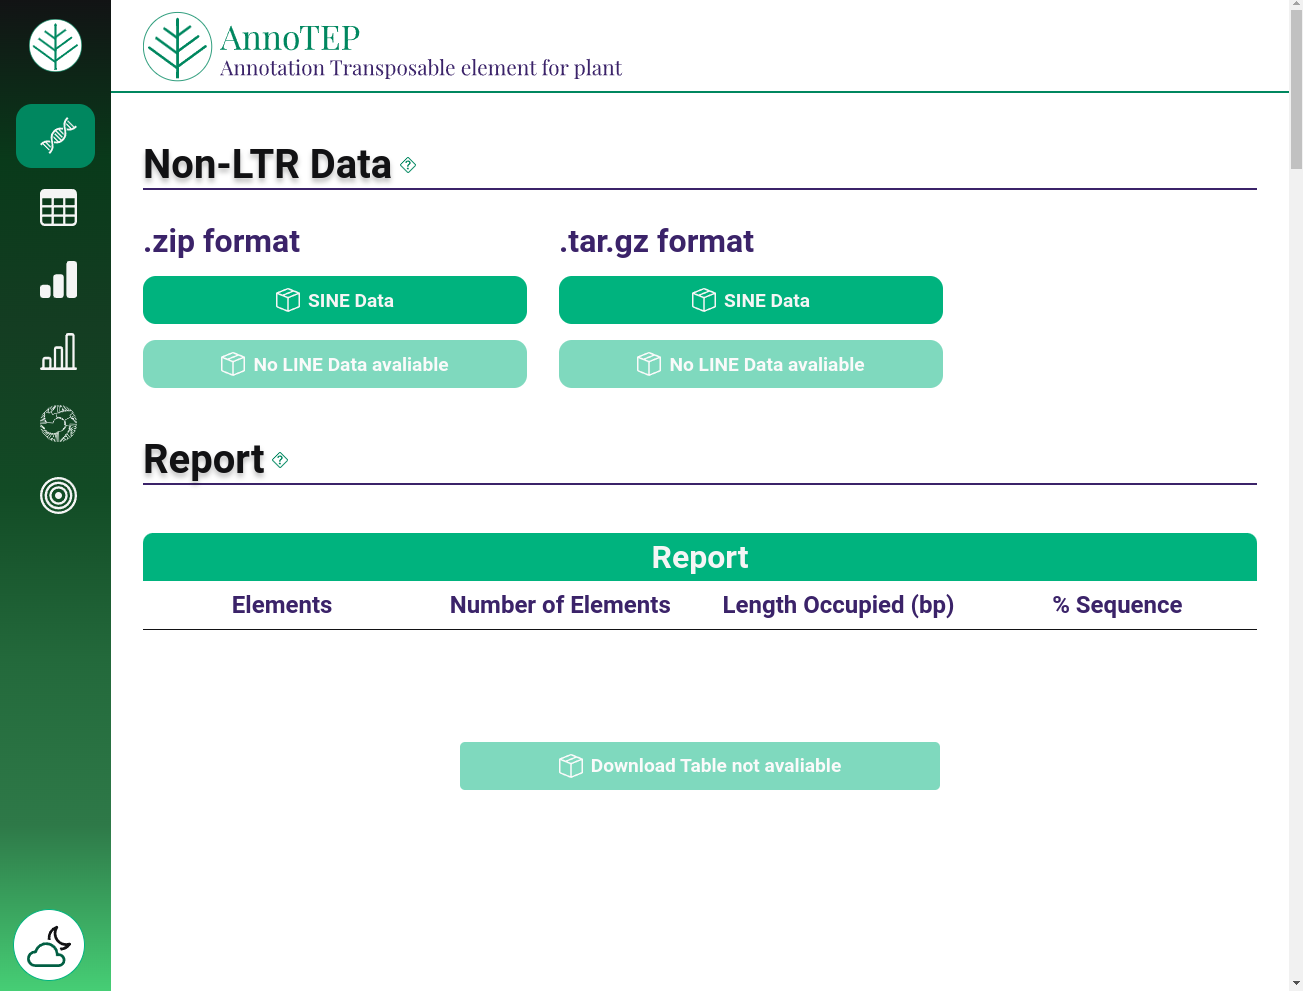 AnnoTEP
Annotation Transposable element for plant
Non-LTR Data ?
.zip format
.tar.gz format
SINE Data
SINE Data
No LINE Data avaliable
No LINE Data avaliable
Report ?
Report
Elements Number of Elements Length Occupied (bp) % Sequence
Download Table not avaliable